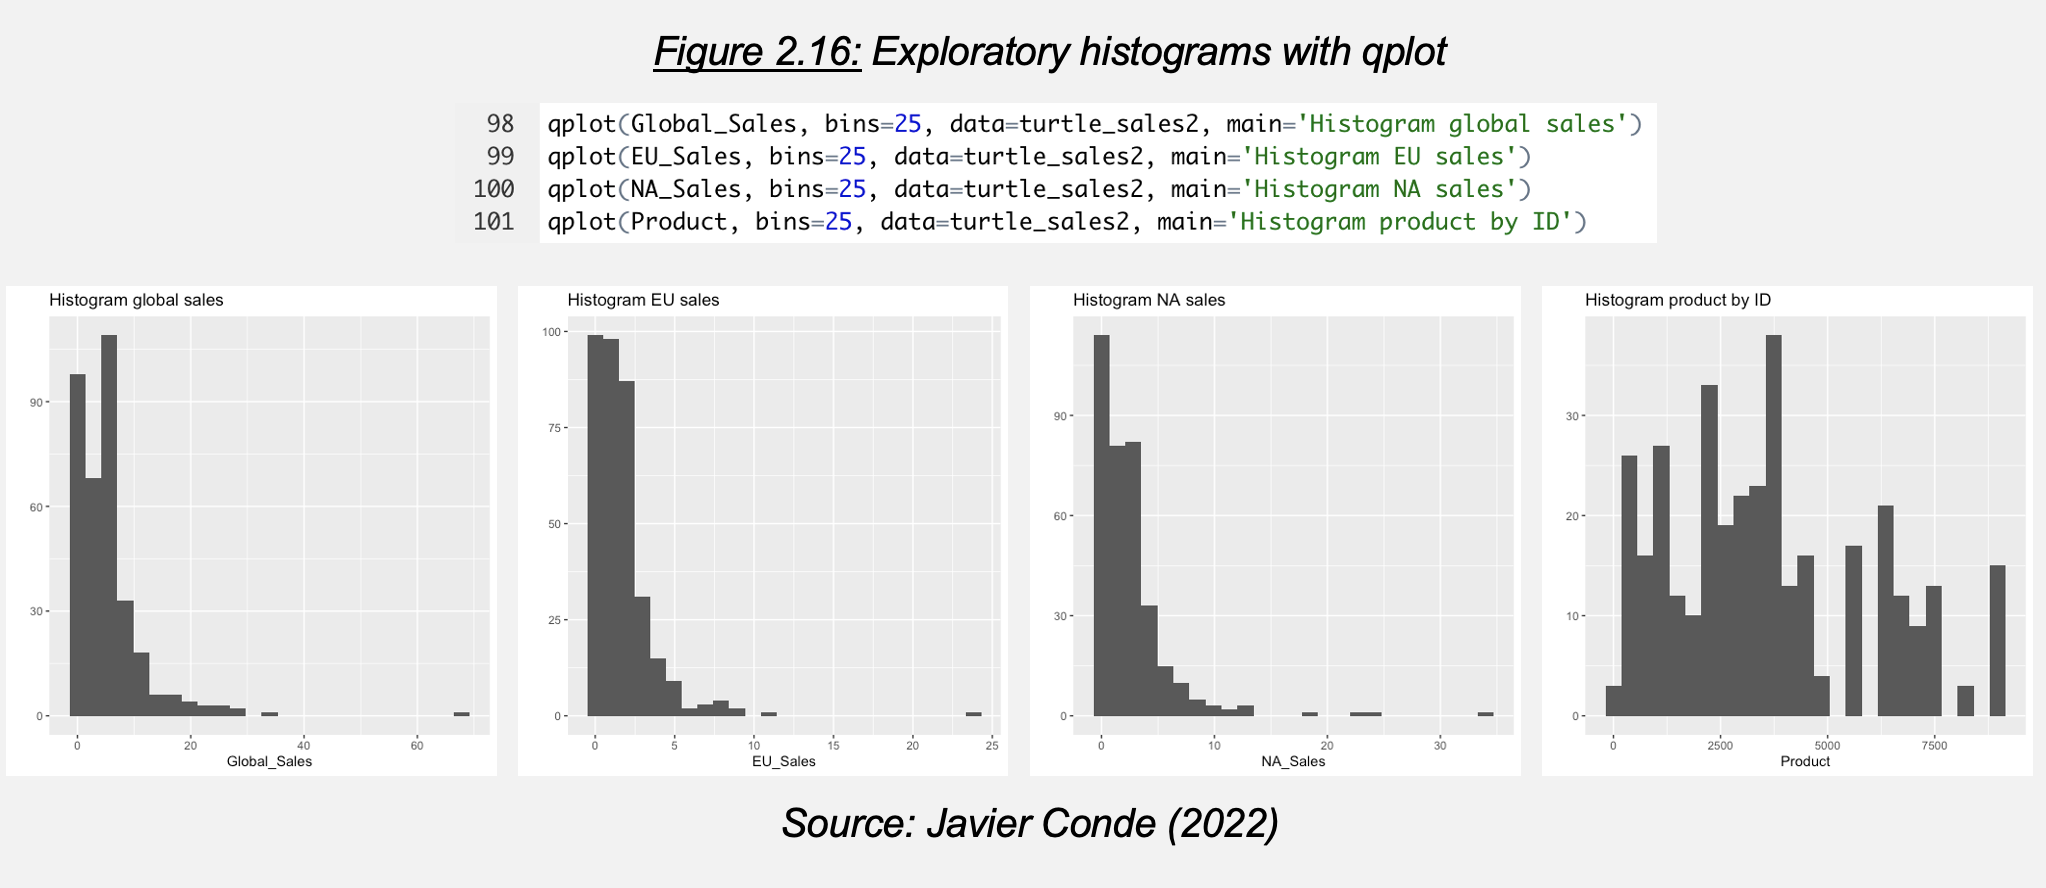 Figure 2.16: Exploratory histograms with qplot
98 qplot(Global_Sales, bins=25, data=turtle_sales2, main='Histogram global sales')
99 qplot(EU_Sales, bins=25, data=turtle_sales2, main='Histogram EU sales')
100 qplot(NA_Sales, bins=25, data=turtle_sales2, main='Histogram NA sales')
101 qplot(Product, bins=25, data=turtle_sales2, main='Histogram product by ID')
Histogram global sales
90
60
30
0
0 20 40 60
Global_Sales
Histogram EU sales
100
75
50
25
0
0 5 10 15 20 25
EU_Sales
Histogram NA sales
90
60
30
0
0 10 20 30
NA_Sales
Histogram product by ID
30
20
10
0
0 2500 5000 7500
Product
Source: Javier Conde (2022)